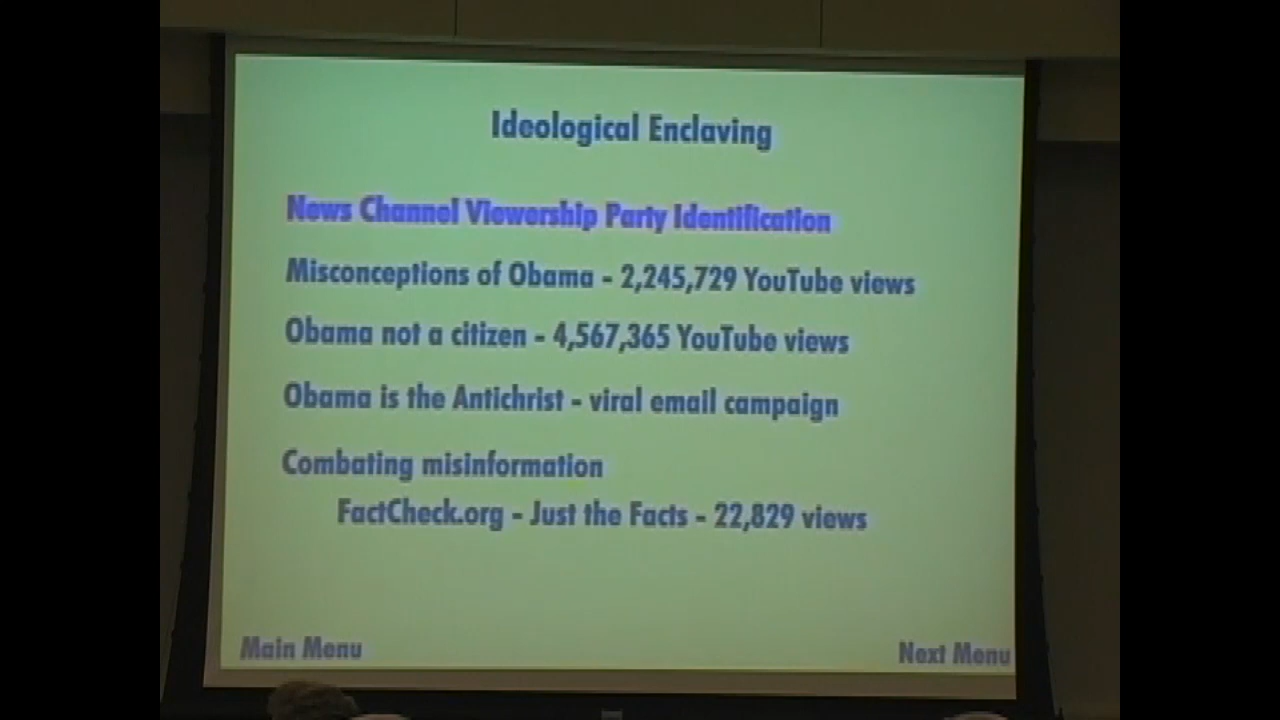 Ideological Enclaving
News Channel Viewership Party Identification
Misconceptions of Obama - 2,245,729 YouTube views
Obama not a citizen - 4,567,365 YouTube views
Obama is the Antichrist - viral email campaign
Combating misinformation
FactCheck.org - Just the Facts - 22,829 views
Main Menu
Next Menu